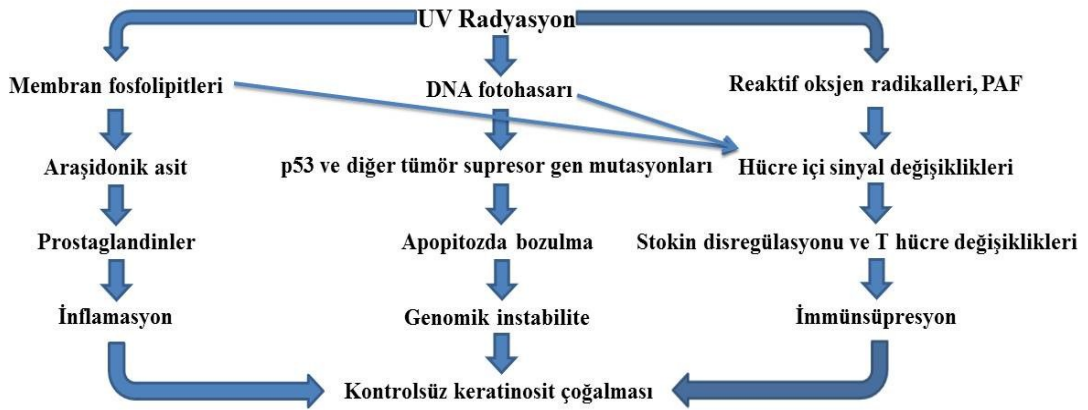 UV Radyasyon
Membran fosfolipitleri
DNA fotohasarı
Reaktif oksjen radikalleri, PAF
Araşidonik asit
p53 ve diğer tümör supresor gen mutasyonları
Hücre içi sinyal değişiklikleri
Prostaglandinler
Apopitozda bozulma
Stokin disregülasyonu ve T hücre değişiklikleri
İnflamasyon
Genomik instabilite
İmmünsüpresyon
Kontrolsüz keratinosit çoğalması